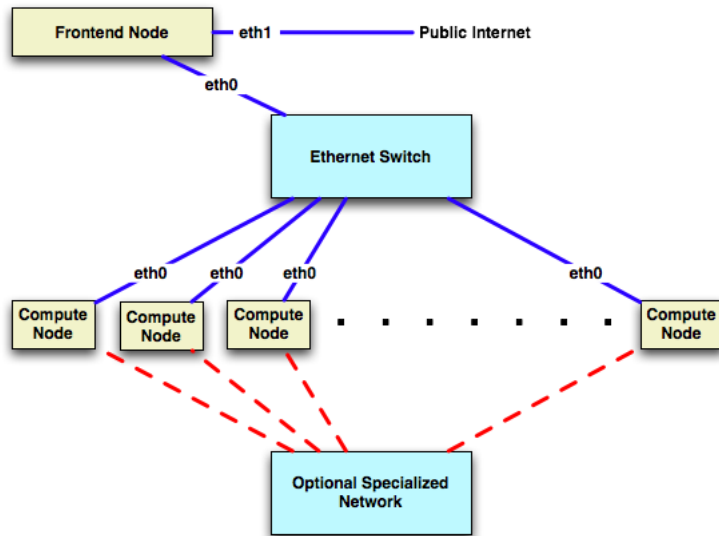 Frontend Node
eth1
Public Internet
eth0
Ethernet Switch
eth0
eth0
eth0
eth0
Compute
Node
Compute
Node
Compute
Node
Compute
Node
Optional Specialized
Network